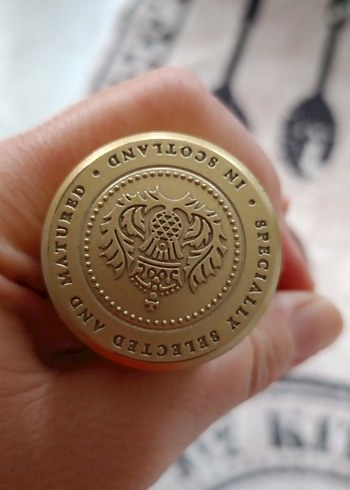 SPECIALLY SELECTED AND MATURED • IN SCOTLAND •